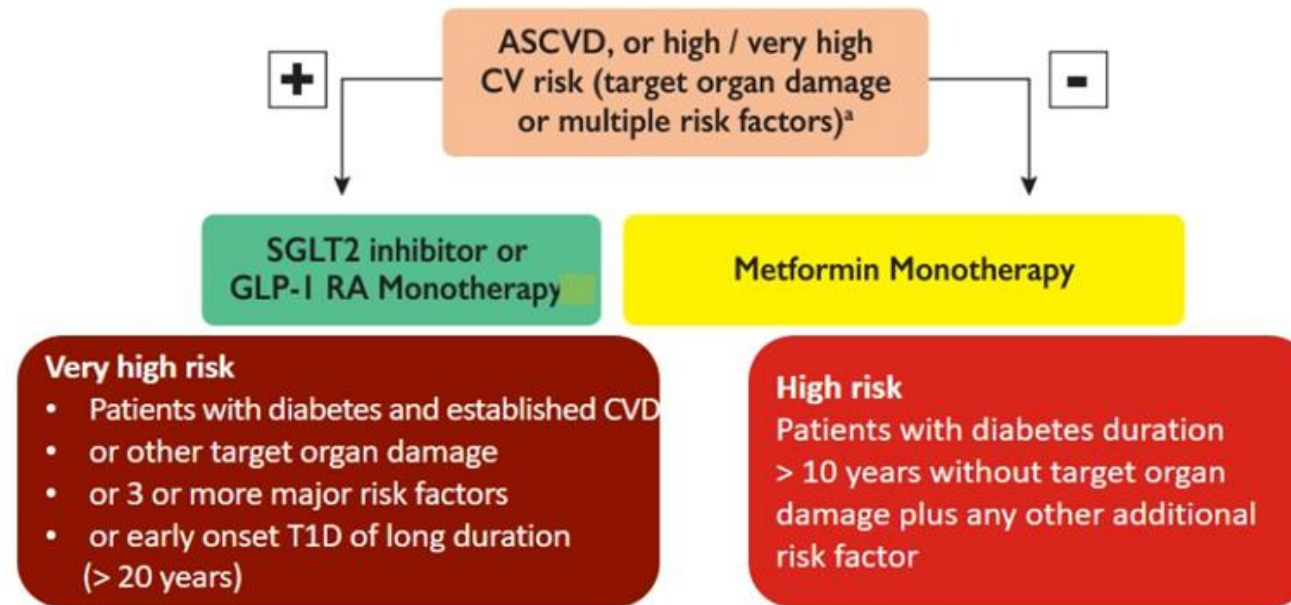 ASCVD, or high / very high
CV risk (target organ damage
or multiple risk factors)ᵃ
+
-
SGLT2 inhibitor or
GLP-1 RA Monotherapy
Metformin Monotherapy
Very high risk
• Patients with diabetes and established CVD
• or other target organ damage
• or 3 or more major risk factors
• or early onset T1D of long duration
(> 20 years)
High risk
Patients with diabetes duration
> 10 years without target organ
damage plus any other additional
risk factor